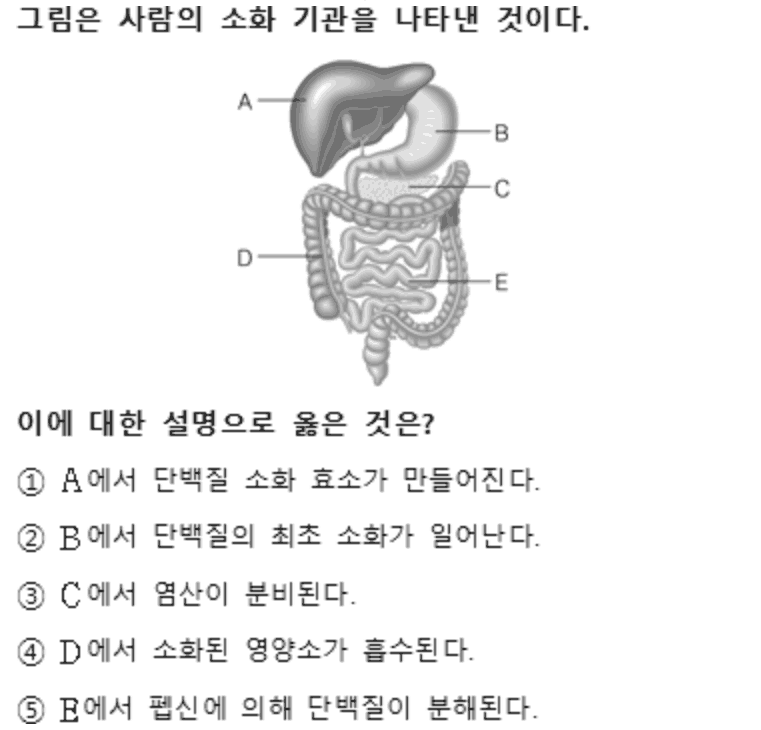 그림은 사람의 소화 기관을 나타낸 것이다.
A
B
C
D
E
이에 대한 설명으로 옳은 것은?
① A에서 단백질 소화 효소가 만들어진다.
② B에서 단백질의 최초 소화가 일어난다.
③ C에서 염산이 분비된다.
④ D에서 소화된 영양소가 흡수된다.
⑤ E에서 펩신에 의해 단백질이 분해된다.